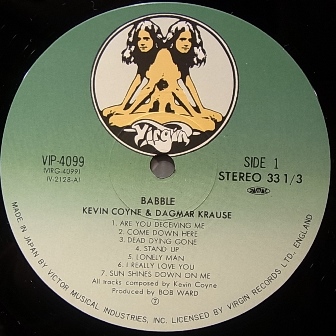 Virgin
VIP-4099
(VIRG-4099)
(V-2128-A)
SIDE 1
STEREO 33 1/3
BABBLE
KEVIN COYNE & DAGMAR KRAUSE
1. ARE YOU DECEIVING ME
2. COME DOWN HERE
3. DEAD DYING GONE
4. STAND UP
5. LONELY MAN
6. I REALLY LOVE YOU
7. SUN SHINES DOWN ON ME
All tracks composed by Kevin Coyne
Produced by BOB WARD
MADE IN JAPAN BY VICTOR MUSICAL INDUSTRIES, INC. LICENSED BY VIRGIN RECORDS LTD., ENGLAND